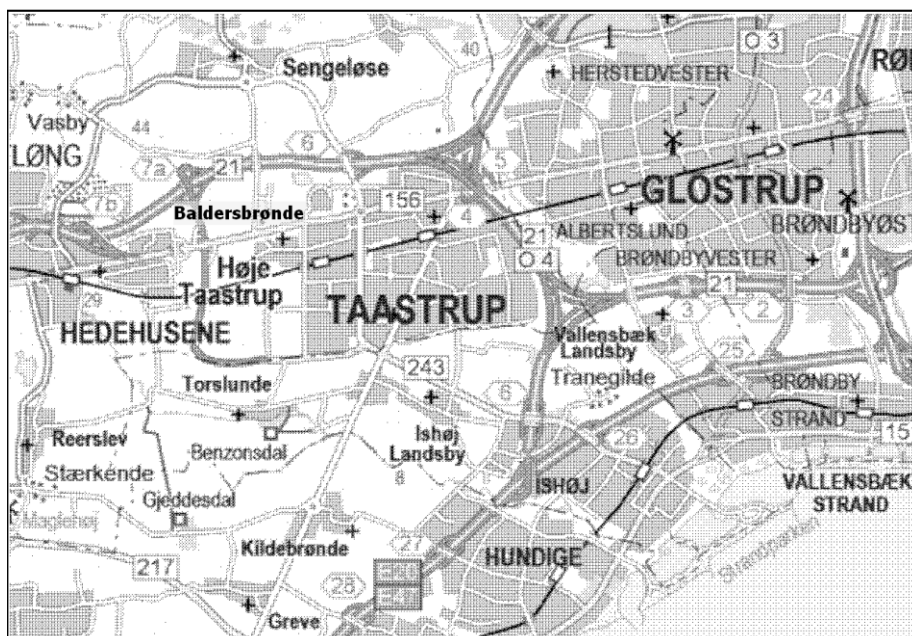 Sengeløse
40
O 3
HERSTEDVESTER
RØ
24
Vasby
44
LØNG
6
5
7a
21
7b
GLOSTRUP
Baldersbrønde
156
4
21
ALBERTSLUND
BRØNDBYØST
O 4
BRØNDBYVESTER
21
Høje
Taastrup
29
TAASTRUP
HEDEHUSENE
3
2
Vallensbæk
Landsby
25
243
Torslunde
6
Tranegilde
BRØNDBY
STRAND
15
Reerslev
Benzonsdal
Ishøj
Landsby
26
Stærkende
8
ISHØJ
VALLENSBÆK
STRAND
Gjeddesdal
Maglehøj
Kildebrønde
27
HUNDIGE
Strandparken
217
28
Greve